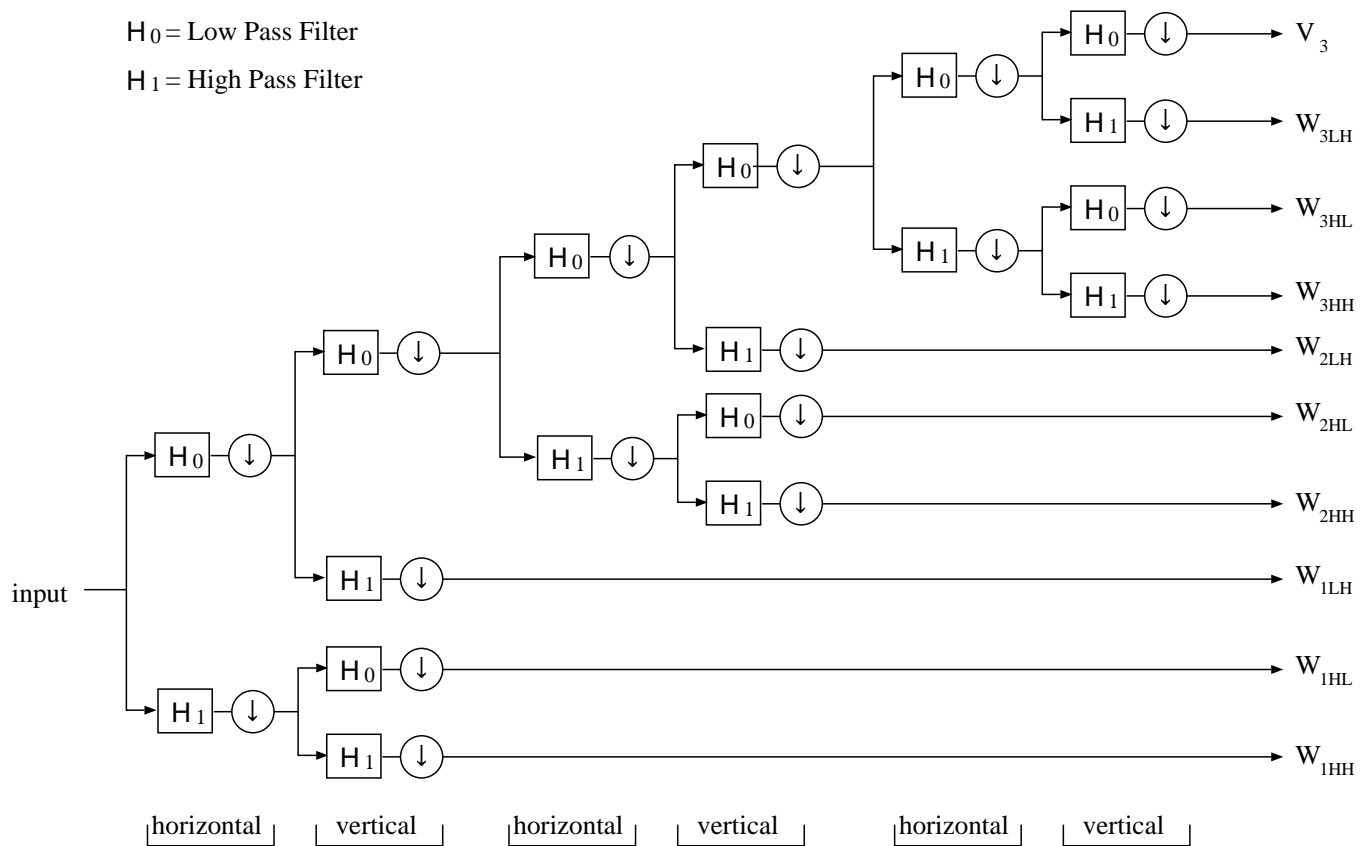 H0 = Low Pass Filter
H1 = High Pass Filter
H0 ↓ V3
H0 ↓
H1 ↓ W3LH
H0 ↓
H0 ↓ W3HL
H1 ↓
H0 ↓
H1 ↓ W3HH
H0 ↓
H1 ↓ W2LH
H0 ↓ W2HL
H0 ↓
H1 ↓
H1 ↓ W2HH
H1 ↓ W1LH
input
H0 ↓ W1HL
H1 ↓
H1 ↓ W1HH
horizontal vertical horizontal vertical horizontal vertical